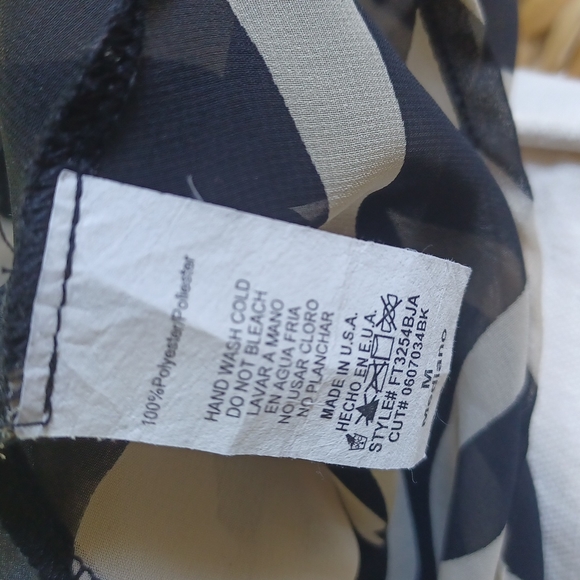 100%Polyester/Poliester
HAND WASH COLD
DO NOT BLEACH
LAVAR A MANO
EN AGUA FRIA
NO USAR CLORO
NO PLANCHAR
MADE IN U.S.A.
HECHO EN E.U.A.
STYLE# FT3254BJA
CUT# 0607034BK
M
Mediano